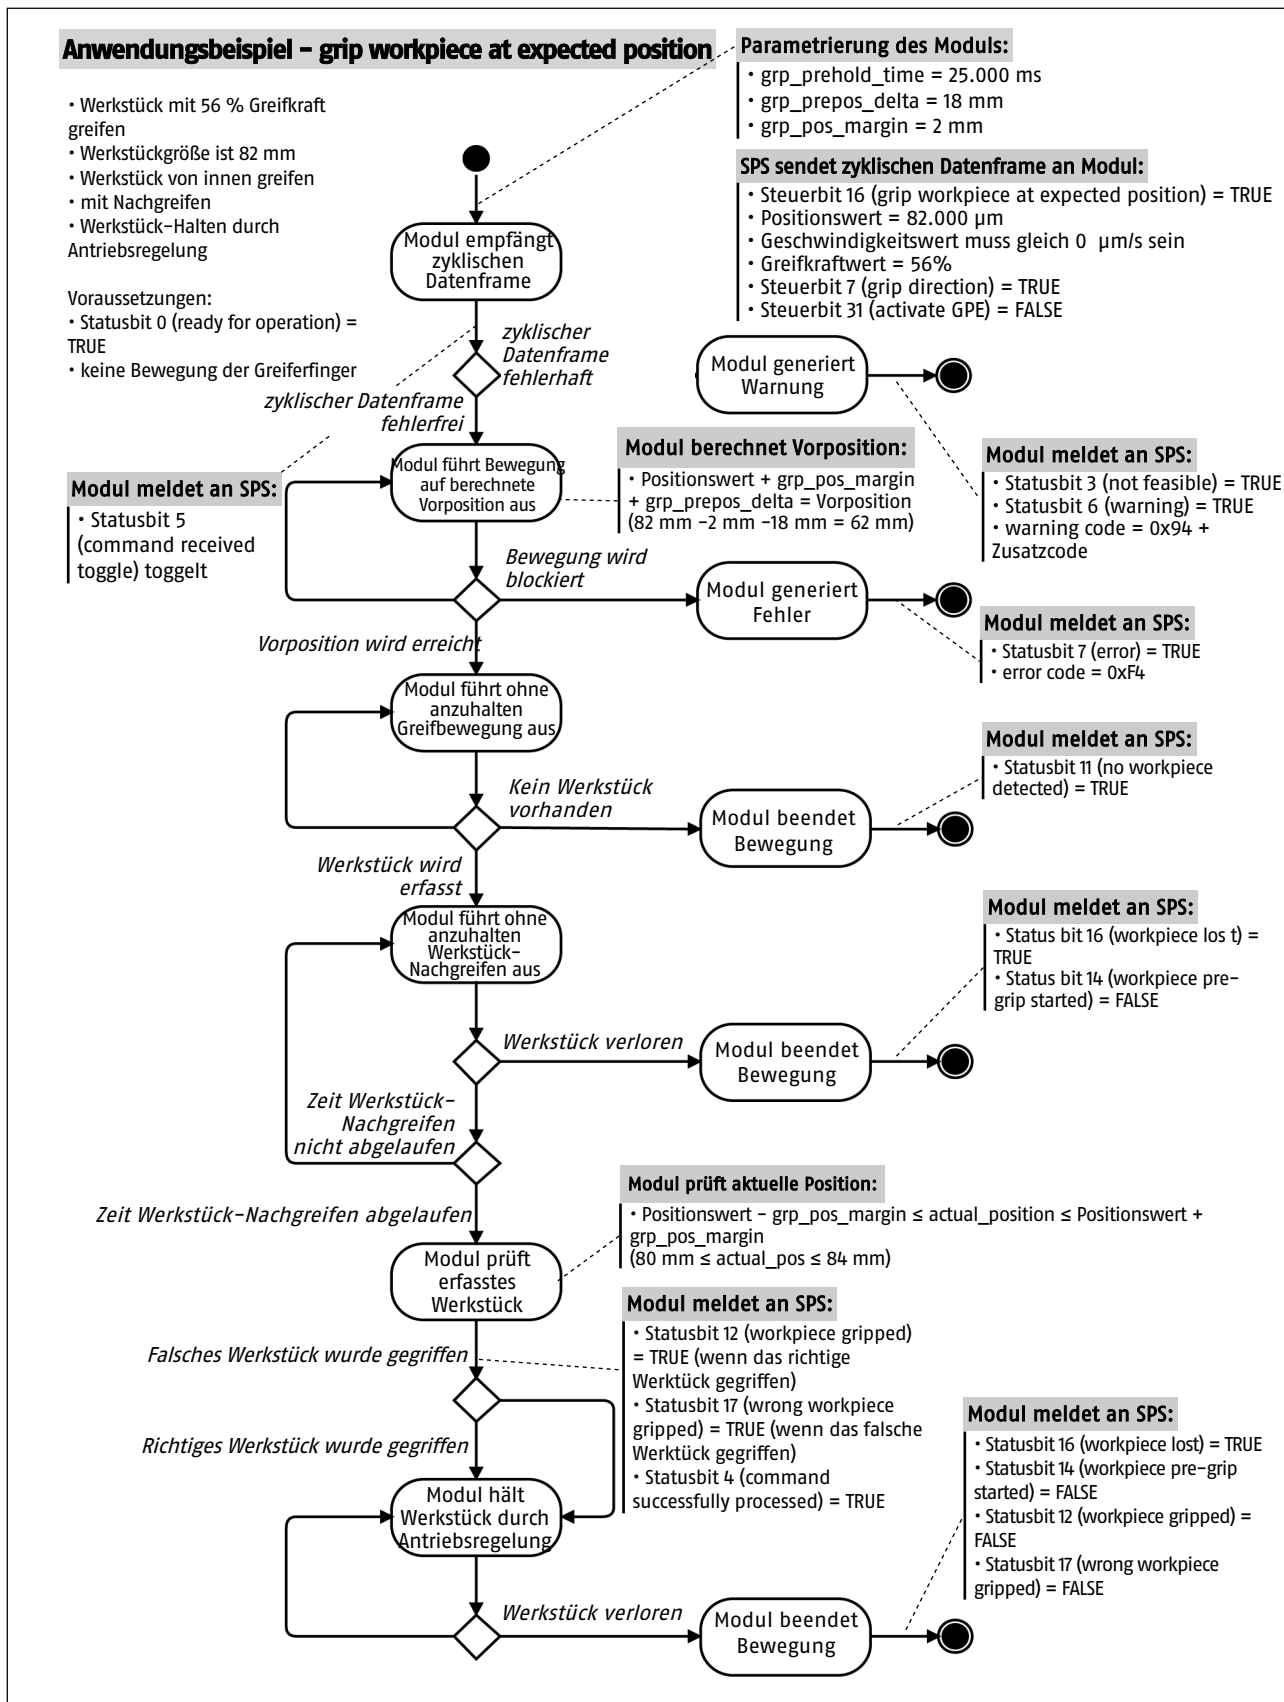 Anwendungsbeispiel – grip workpiece at expected position
• Werkstück mit 56 % Greifkraft
greifen
• Werkstückgröße ist 82 mm
• Werkstück von innen greifen
• mit Nachgreifen
• Werkstück-Halten durch
Antriebsregelung
Voraussetzungen:
• Statusbit 0 (ready for operation) =
TRUE
• keine Bewegung der Greiferfinger
Parametrierung des Moduls:
• grp_prehold_time = 25.000 ms
• grp_prepos_delta = 18 mm
• grp_pos_margin = 2 mm
SPS sendet zyklischen Datenframe an Modul:
• Steuerbit 16 (grip workpiece at expected position) = TRUE
• Positionswert = 82.000 µm
• Geschwindigkeitswert muss gleich 0 µm/s sein
• Greifkraftwert = 56%
• Steuerbit 7 (grip direction) = TRUE
• Steuerbit 31 (activate GPE) = FALSE
Modul empfängt
zyklischen
Datenframe
zyklischer
Datenframe
fehlerhaft
Modul generiert
Warnung
zyklischer Datenframe
fehlerfrei
Modul meldet an SPS:
• Statusbit 3 (not feasible) = TRUE
• Statusbit 6 (warning) = TRUE
• warning code = 0x94 +
Zusatzcode
Modul meldet an SPS:
• Statusbit 5
(command received
toggle) toggelt
Modul führt Bewegung
auf berechnete
Vorposition aus
Modul berechnet Vorposition:
• Positionswert + grp_pos_margin
+ grp_prepos_delta = Vorposition
(82 mm -2 mm -18 mm = 62 mm)
Bewegung wird
blockiert
Modul generiert
Fehler
Modul meldet an SPS:
• Statusbit 7 (error) = TRUE
• error code = 0xF4
Vorposition wird erreicht
Modul führt ohne
anzuhalten
Greifbewegung aus
Kein Werkstück
vorhanden
Modul beendet
Bewegung
Modul meldet an SPS:
• Statusbit 11 (no workpiece
detected) = TRUE
Werkstück wird
erfasst
Modul führt ohne
anzuhalten
Werkstück-
Nachgreifen aus
Modul meldet an SPS:
• Status bit 16 (workpiece los t) =
TRUE
• Status bit 14 (workpiece pre-
grip started) = FALSE
Werkstück verloren
Modul beendet
Bewegung
Zeit Werkstück-
Nachgreifen
nicht abgelaufen
Zeit Werkstück-Nachgreifen abgelaufen
Modul prüft aktuelle Position:
• Positionswert - grp_pos_margin ≤ actual_position ≤ Positionswert +
grp_pos_margin
(80 mm ≤ actual_pos ≤ 84 mm)
Modul prüft
erfasstes
Werkstück
Modul meldet an SPS:
• Statusbit 12 (workpiece gripped)
= TRUE (wenn das richtige
Werktück gegriffen)
• Statusbit 17 (wrong workpiece
gripped) = TRUE (wenn das falsche
Werktück gegriffen)
• Statusbit 4 (command
successfully processed) = TRUE
Falsches Werkstück wurde gegriffen
Richtiges Werkstück wurde gegriffen
Modul hält
Werkstück durch
Antriebsregelung
Modul meldet an SPS:
• Statusbit 16 (workpiece lost) = TRUE
• Statusbit 14 (workpiece pre-grip
started) = FALSE
• Statusbit 12 (workpiece gripped) =
FALSE
• Statusbit 17 (wrong workpiece
gripped) = FALSE
Werkstück verloren
Modul beendet
Bewegung